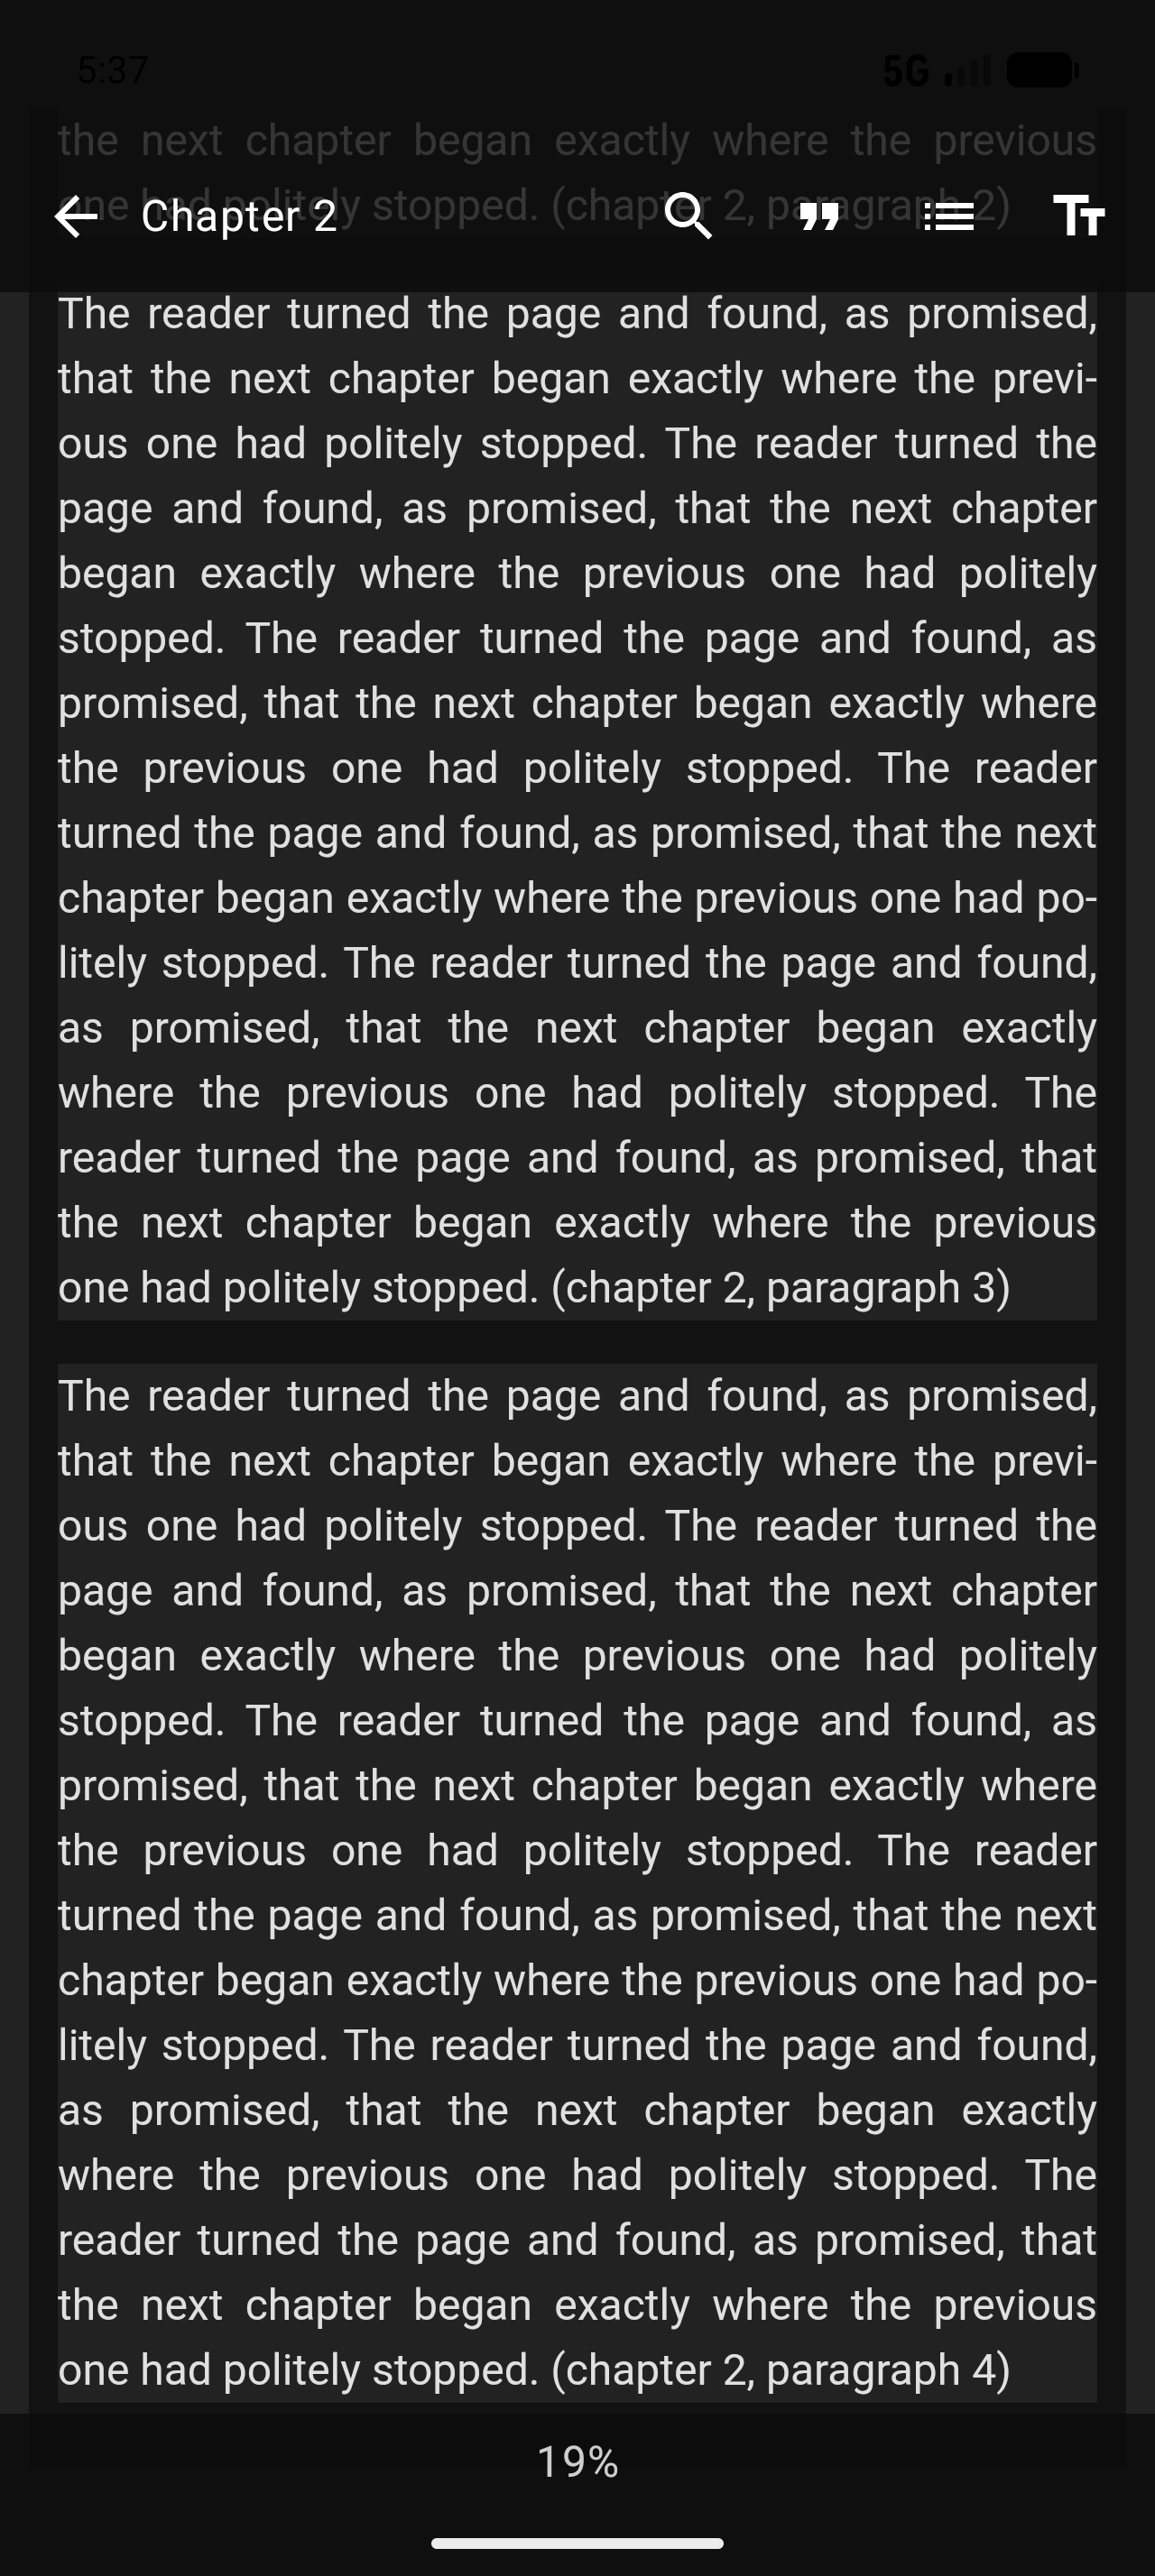 5:37
5G
the next chapter began exactly where the previous
one had politely stopped. (chapter 2, paragraph 2)
Chapter 2
The reader turned the page and found, as promised,
that the next chapter began exactly where the previ-
ous one had politely stopped. The reader turned the
page and found, as promised, that the next chapter
began exactly where the previous one had politely
stopped. The reader turned the page and found, as
promised, that the next chapter began exactly where
the previous one had politely stopped. The reader
turned the page and found, as promised, that the next
chapter began exactly where the previous one had po-
litely stopped. The reader turned the page and found,
as promised, that the next chapter began exactly
where the previous one had politely stopped. The
reader turned the page and found, as promised, that
the next chapter began exactly where the previous
one had politely stopped. (chapter 2, paragraph 3)
The reader turned the page and found, as promised,
that the next chapter began exactly where the previ-
ous one had politely stopped. The reader turned the
page and found, as promised, that the next chapter
began exactly where the previous one had politely
stopped. The reader turned the page and found, as
promised, that the next chapter began exactly where
the previous one had politely stopped. The reader
turned the page and found, as promised, that the next
chapter began exactly where the previous one had po-
litely stopped. The reader turned the page and found,
as promised, that the next chapter began exactly
where the previous one had politely stopped. The
reader turned the page and found, as promised, that
the next chapter began exactly where the previous
one had politely stopped. (chapter 2, paragraph 4)
19%